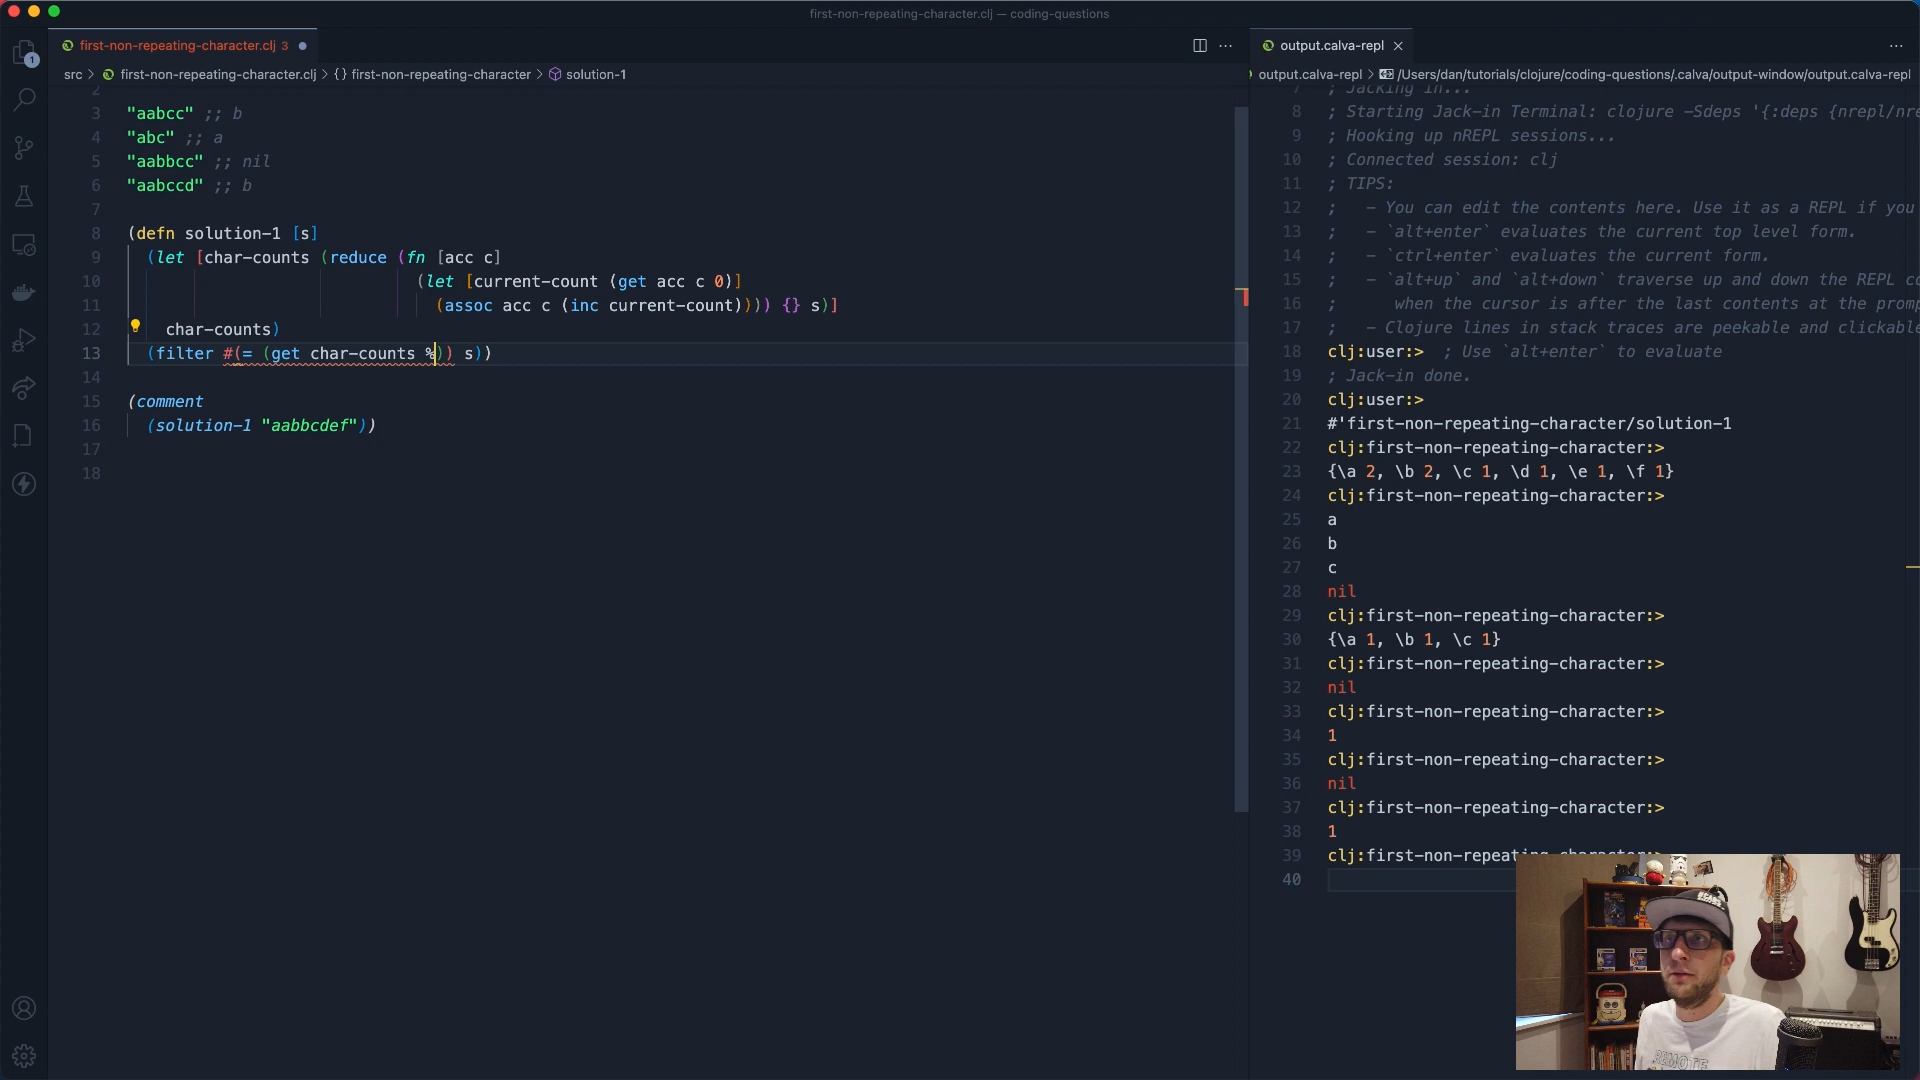 first-non-repeating-character.clj — coding-questions
first-non-repeating-character.clj 3
output.calva-repl
src > first-non-repeating-character.clj > {} first-non-repeating-character > solution-1
output.calva-repl > /Users/dan/tutorials/clojure/coding-questions/.calva/output-window/output.calva-repl
1
2
3 "aabcc" ;; b
4 "abc" ;; a
5 "aabbcc" ;; nil
6 "aabccd" ;; b
7
8 (defn solution-1 [s]
9 (let [char-counts (reduce (fn [acc c]
10 (let [current-count (get acc c 0)]
11 (assoc acc c (inc current-count)))) {} s)]
12 char-counts)
13 (filter #(= (get char-counts %)) s))
14
15 (comment
16 (solution-1 "aabbcdef"))
17
18
7 ; Jacking in...
8 ; Starting Jack-in Terminal: clojure -Sdeps '{:deps {nrepl/nre
9 ; Hooking up nREPL sessions...
10 ; Connected session: clj
11 ; TIPS:
12 ; - You can edit the contents here. Use it as a REPL if you
13 ; - `alt+enter` evaluates the current top level form.
14 ; - `ctrl+enter` evaluates the current form.
15 ; - `alt+up` and `alt+down` traverse up and down the REPL co
16 ; when the cursor is after the last contents at the promp
17 ; - Clojure lines in stack traces are peekable and clickable
18 clj:user:> ; Use `alt+enter` to evaluate
19 ; Jack-in done.
20 clj:user:>
21 #'first-non-repeating-character/solution-1
22 clj:first-non-repeating-character:>
23 {\a 2, \b 2, \c 1, \d 1, \e 1, \f 1}
24 clj:first-non-repeating-character:>
25 a
26 b
27 c
28 nil
29 clj:first-non-repeating-character:>
30 {\a 1, \b 1, \c 1}
31 clj:first-non-repeating-character:>
32 nil
33 clj:first-non-repeating-character:>
34 1
35 clj:first-non-repeating-character:>
36 nil
37 clj:first-non-repeating-character:>
38 1
39 clj:first-non-repeating-character:>
40
REMOTE